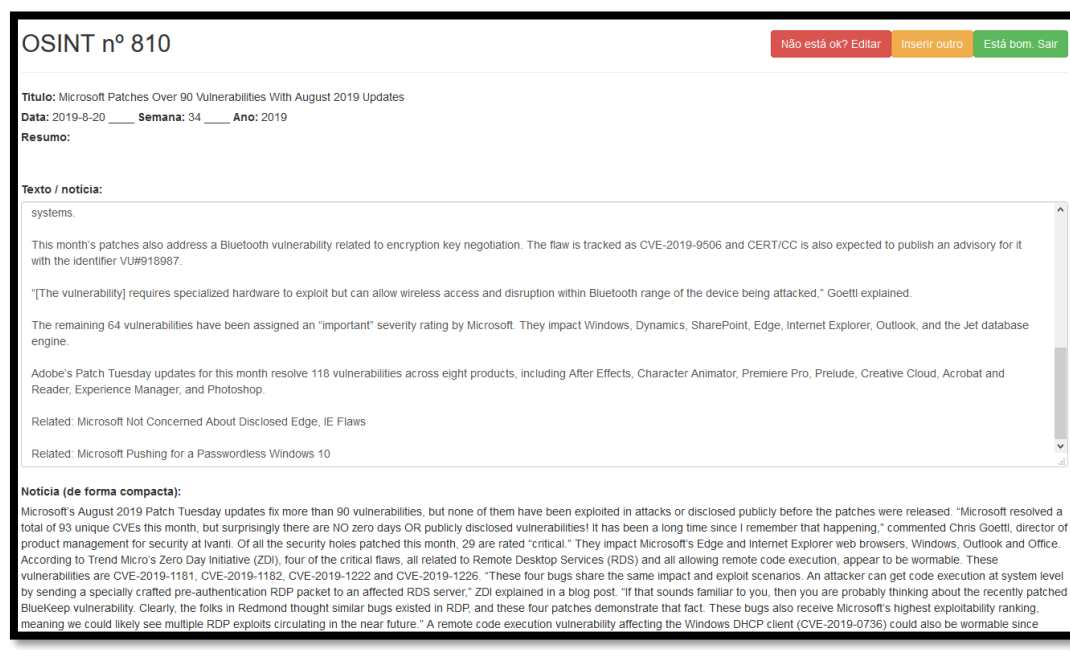 OSINT nº 810
Não está ok? Editar
Inserir outro
Está bom. Sair
Titulo: Microsoft Patches Over 90 Vulnerabilities With August 2019 Updates
Data: 2019-8-20 ____ Semana: 34 ____ Ano: 2019
Resumo:
Texto / noticia:
systems.
This month's patches also address a Bluetooth vulnerability related to encryption key negotiation. The flaw is tracked as CVE-2019-9506 and CERT/CC is also expected to publish an advisory for it
with the identifier VU#918987.
"[The vulnerability] requires specialized hardware to exploit but can allow wireless access and disruption within Bluetooth range of the device being attacked," Goettl explained.
The remaining 64 vulnerabilities have been assigned an "important" severity rating by Microsoft. They impact Windows, Dynamics, SharePoint, Edge, Internet Explorer, Outlook, and the Jet database
engine.
Adobe's Patch Tuesday updates for this month resolve 118 vulnerabilities across eight products, including After Effects, Character Animator, Premiere Pro, Prelude, Creative Cloud, Acrobat and
Reader, Experience Manager, and Photoshop.
Related: Microsoft Not Concerned About Disclosed Edge, IE Flaws
Related: Microsoft Pushing for a Passwordless Windows 10
Noticia (de forma compacta):
Microsoft's August 2019 Patch Tuesday updates fix more than 90 vulnerabilities, but none of them have been exploited in attacks or disclosed publicly before the patches were released. "Microsoft resolved a
total of 93 unique CVEs this month, but surprisingly there are NO zero days OR publicly disclosed vulnerabilities! It has been a long time since I remember that happening," commented Chris Goettl, director of
product management for security at Ivanti. Of all the security holes patched this month, 29 are rated "critical." They impact Microsoft's Edge and Internet Explorer web browsers, Windows, Outlook and Office.
According to Trend Micro's Zero Day Initiative (ZDI), four of the critical flaws, all related to Remote Desktop Services (RDS) and all allowing remote code execution, appear to be wormable. These
vulnerabilities are CVE-2019-1181, CVE-2019-1182, CVE-2019-1222 and CVE-2019-1226. "These four bugs share the same impact and exploit scenarios. An attacker can get code execution at system level
by sending a specially crafted pre-authentication RDP packet to an affected RDS server," ZDI explained in a blog post. "If that sounds familiar to you, then you are probably thinking about the recently patched
BlueKeep vulnerability. Clearly, the folks in Redmond thought similar bugs existed in RDP, and these four patches demonstrate that fact. These bugs also receive Microsoft's highest exploitability ranking,
meaning we could likely see multiple RDP exploits circulating in the near future." A remote code execution vulnerability affecting the Windows DHCP client (CVE-2019-0736) could also be wormable since